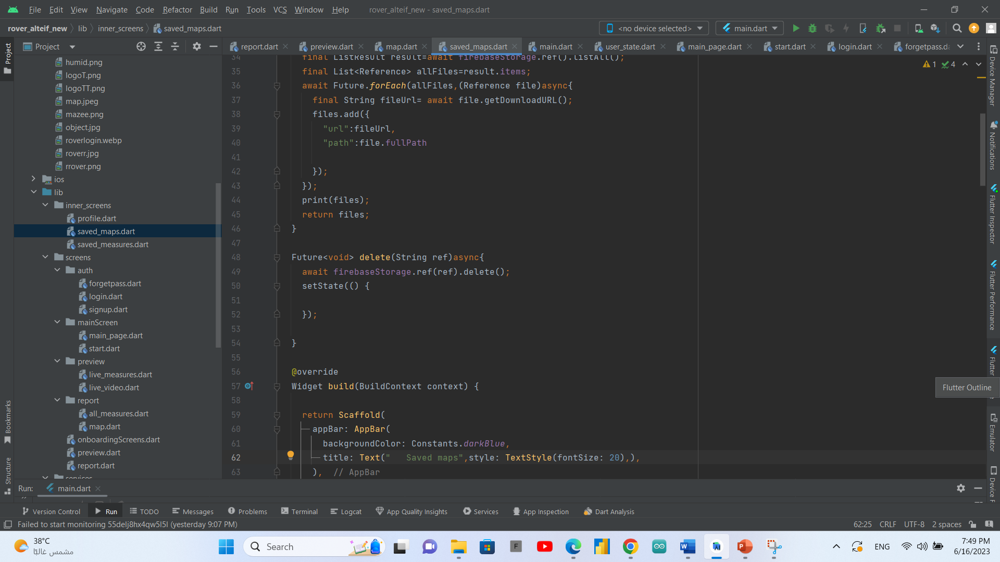 File Edit View Navigate Code Refactor Build Run Tools VCS Window Help rover_alteif_new - saved_maps.dart
rover_alteif_new lib inner_screens saved_maps.dart <no device selected> main.dart
Project
report.dart preview.dart map.dart saved_maps.dart main.dart user_state.dart main_page.dart start.dart login.dart forgetpass.da
humid.png
logoT.png
logoTT.png
map.jpeg
mazee.png
object.jpg
roverlogin.webp
roverr.jpg
rrover.png
ios
lib
inner_screens
profile.dart
saved_maps.dart
saved_measures.dart
screens
auth
forgetpass.dart
login.dart
signup.dart
mainScreen
main_page.dart
start.dart
preview
live_measures.dart
live_video.dart
report
all_measures.dart
map.dart
onboardingScreens.dart
preview.dart
report.dart
services
34 final ListResult result=await firebaseStorage.ref().listAll();
35 final List<Reference> allFiles=result.items;
36 await Future.forEach(allFiles,(Reference file)async{
37 final String fileUrl= await file.getDownloadURL();
38 files.add({
39 "url":fileUrl,
40 "path":file.fullPath
41
42 });
43 });
44 print(files);
45 return files;
46 }
47
48 Future<void> delete(String ref)async{
49 await firebaseStorage.ref(ref).delete();
50 setState(() {
51
52 });
53
54 }
55
56 @override
57 Widget build(BuildContext context) {
58
59 return Scaffold(
60 appBar: AppBar(
61 backgroundColor: Constants.darkBlue,
62 title: Text("   Saved maps",style: TextStyle(fontSize: 20),),
63 ), // AppBar
1 4
Project
Bookmarks
Structure
Device Manager
Notifications
Flutter Inspector
Flutter Performance
Flutter
Flutter Outline
Emulator
Device F
Run: main.dart
Version Control Run TODO Messages Problems Terminal Logcat App Quality Insights Services App Inspection Dart Analysis
Failed to start monitoring 55delj8hx4qw5l5l (yesterday 9:07 PM) 62:25 CRLF UTF-8 2 spaces
38°C
مشمس غالبًا
Search
ENG
7:49 PM
6/16/2023